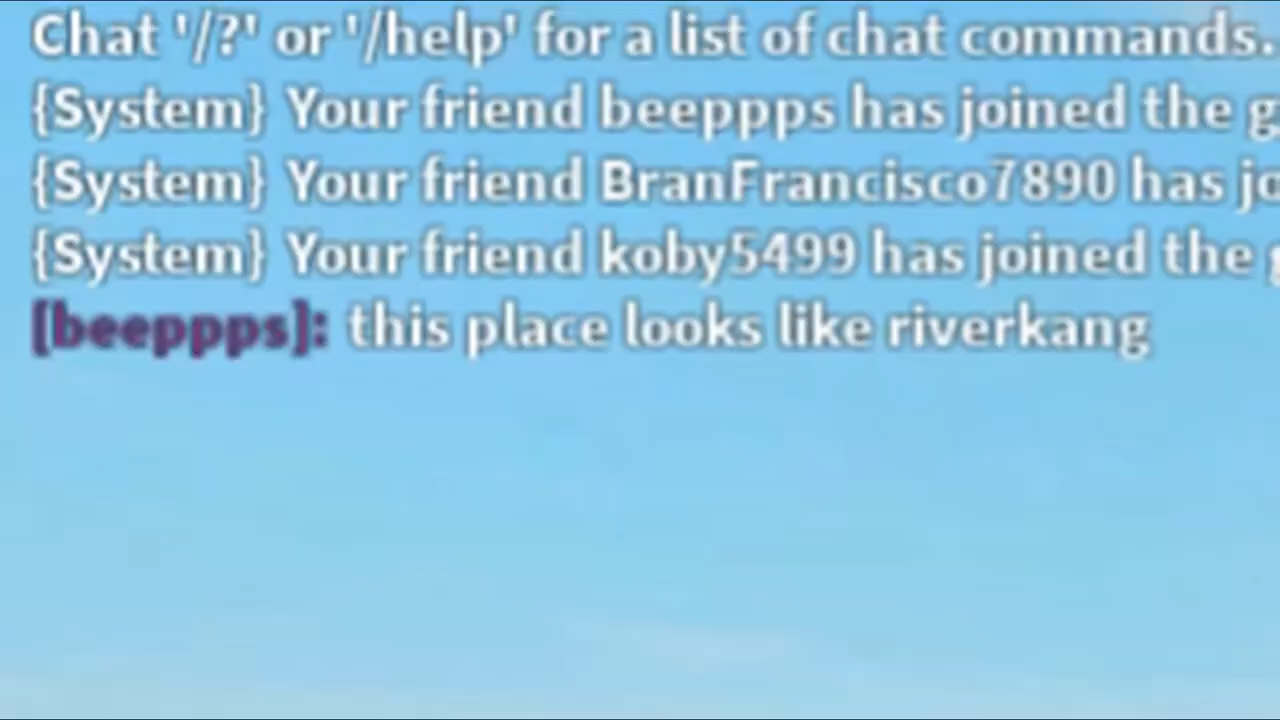 Chat '/?' or '/help' for a list of chat commands.
{System} Your friend beeppps has joined the g
{System} Your friend BranFrancisco7890 has jo
{System} Your friend koby5499 has joined the g
[beeppps]: this place looks like riverkang